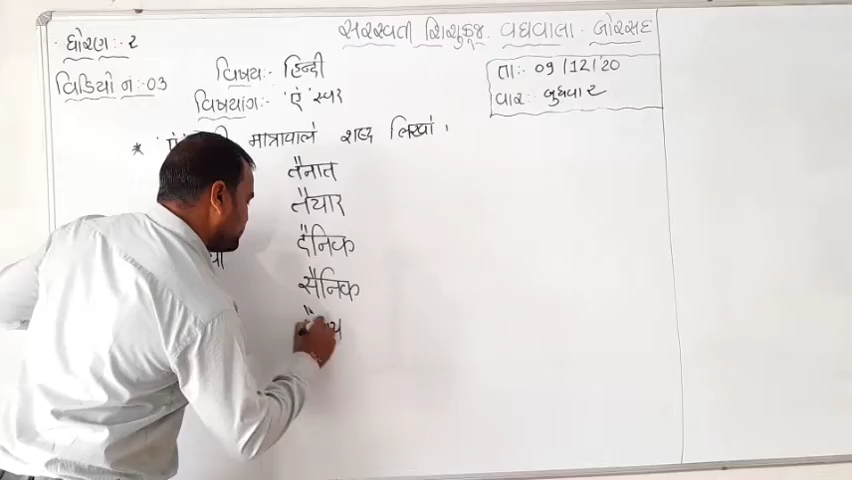 સરસ્વતી શિશુકુંજ. વઘવાલા - બોરસદ
ધોરણ:- ૨
વિડિયો નં:-03
વિષય:- हिन्दी
વિષયાંગ:- 'ऐ' स्वर
તા:- 09/12/20
વાર:- બુધવાર
* मात्रावाले शब्द लिखो।
तैनात
तैयार
दैनिक
सैनिक